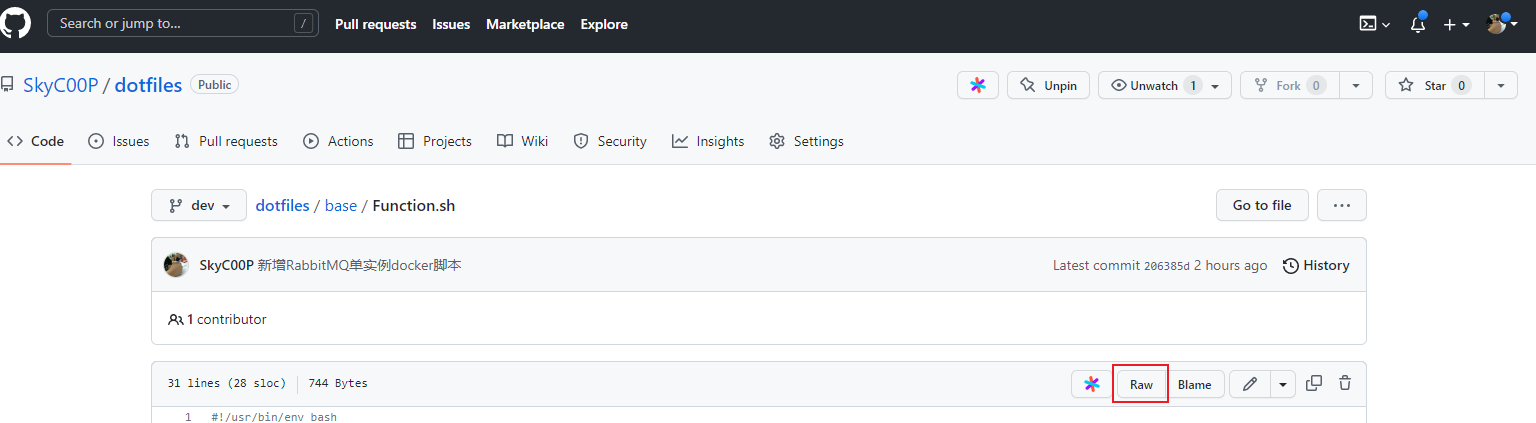 Search or jump to... / Pull requests Issues Marketplace Explore
SkyC00P / dotfiles Public Unpin Unwatch 1 Fork 0 Star 0
Code Issues Pull requests Actions Projects Wiki Security Insights Settings
dev dotfiles / base / Function.sh Go to file ...
SkyC00P 新增RabbitMQ单实例docker脚本 Latest commit 206385d 2 hours ago History
1 contributor
31 lines (28 sloc) 744 Bytes Raw Blame
1 #!/usr/bin/env bash